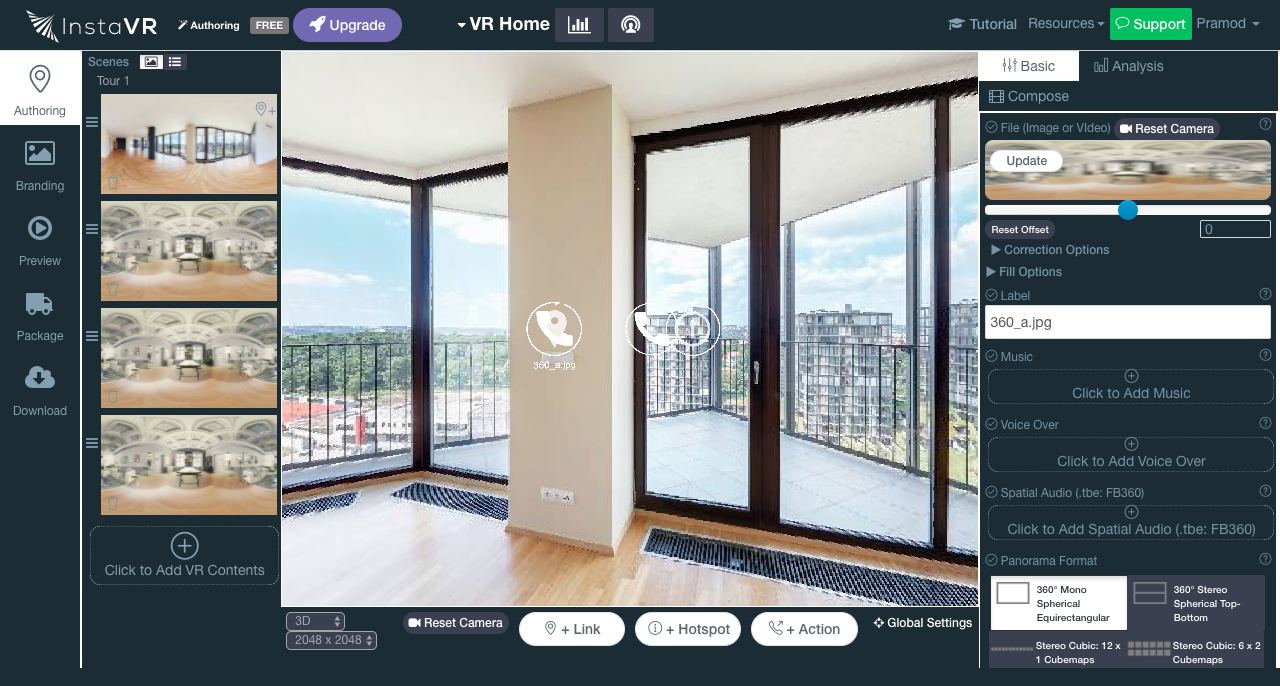 InstaVR
Authoring
FREE
Upgrade
VR Home
Tutorial
Resources
Support
Pramod
Authoring
Branding
Preview
Package
Download
Scenes
Tour 1
Click to Add VR Contents
360_a.jpg
3D
2048 x 2048
Reset Camera
+ Link
+ Hotspot
+ Action
Global Settings
Basic
Analysis
Compose
File (Image or VIdeo)
Reset Camera
Update
Reset Offset
0
Correction Options
Fill Options
Label
360_a.jpg
Music
Click to Add Music
Voice Over
Click to Add Voice Over
Spatial Audio (.tbe: FB360)
Click to Add Spatial Audio (.tbe: FB360)
Panorama Format
360° Mono
Spherical
Equirectangular
360° Stereo
Spherical Top-
Bottom
Stereo Cubic: 12 x
1 Cubemaps
Stereo Cubic: 6 x 2
Cubemaps